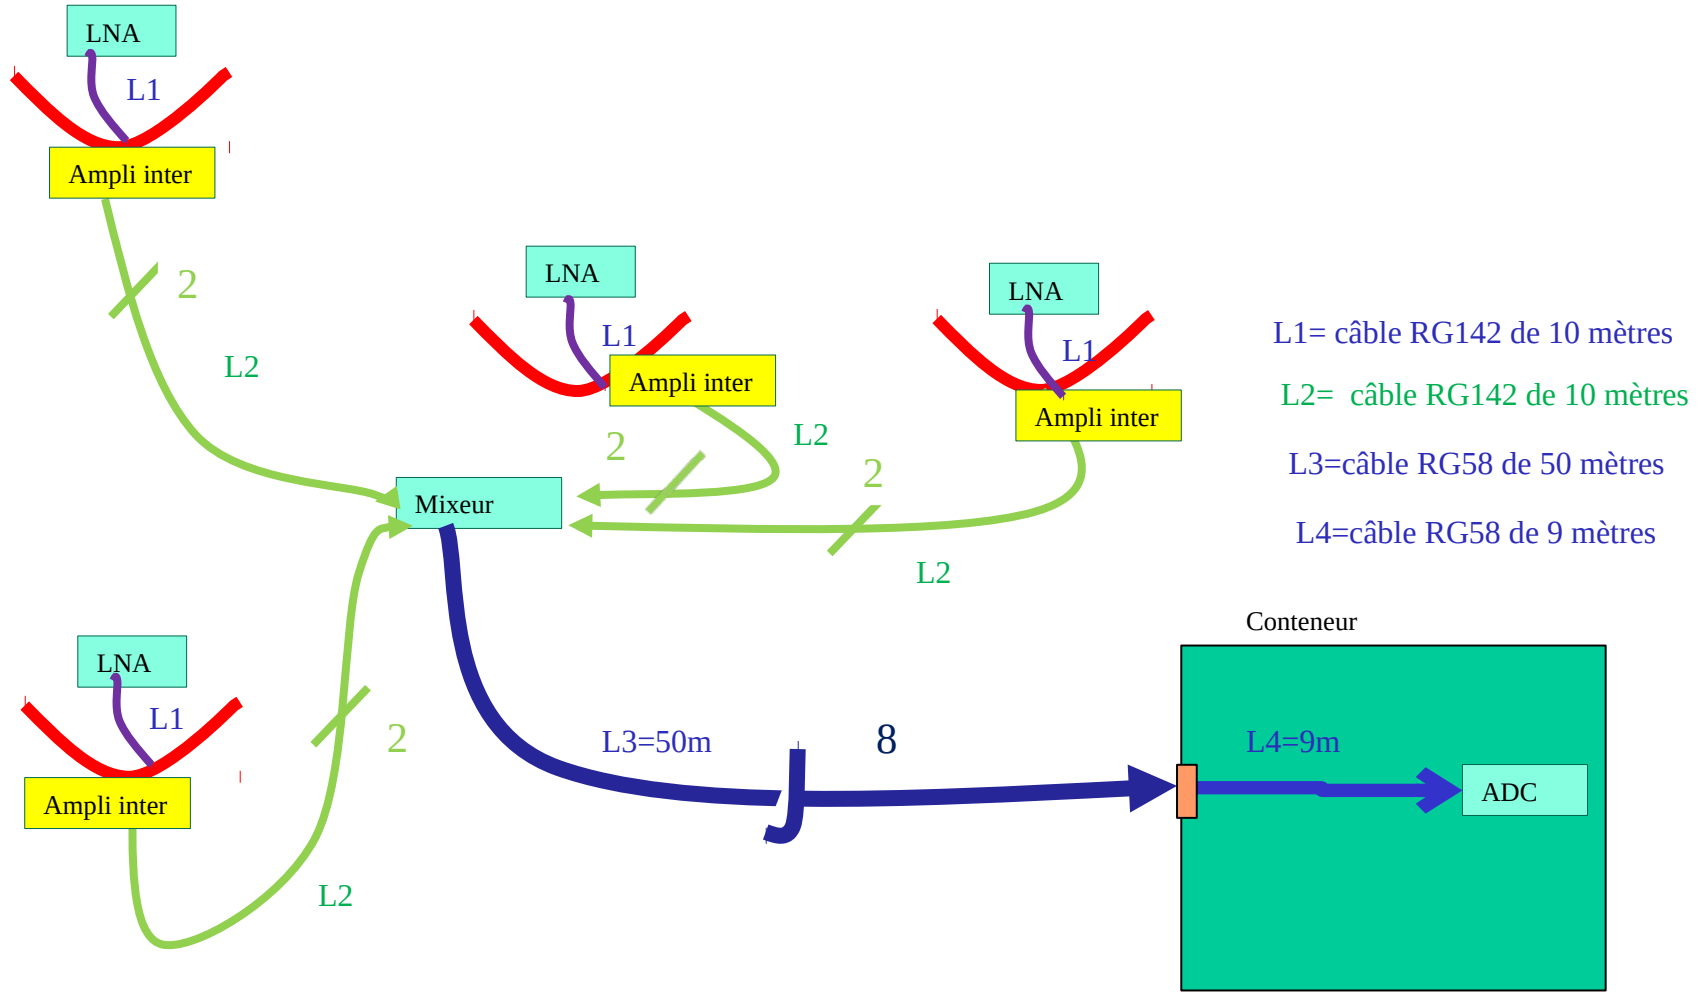 LNA
L1
Ampli inter
2
L2
LNA
L1
Ampli inter
2
L2
LNA
L1
Ampli inter
2
L2
L1= câble RG142 de 10 mètres
L2=  câble RG142 de 10 mètres
L3=câble RG58 de 50 mètres
L4=câble RG58 de 9 mètres
Mixeur
LNA
L1
Ampli inter
2
L2
L3=50m
8
Conteneur
L4=9m
ADC